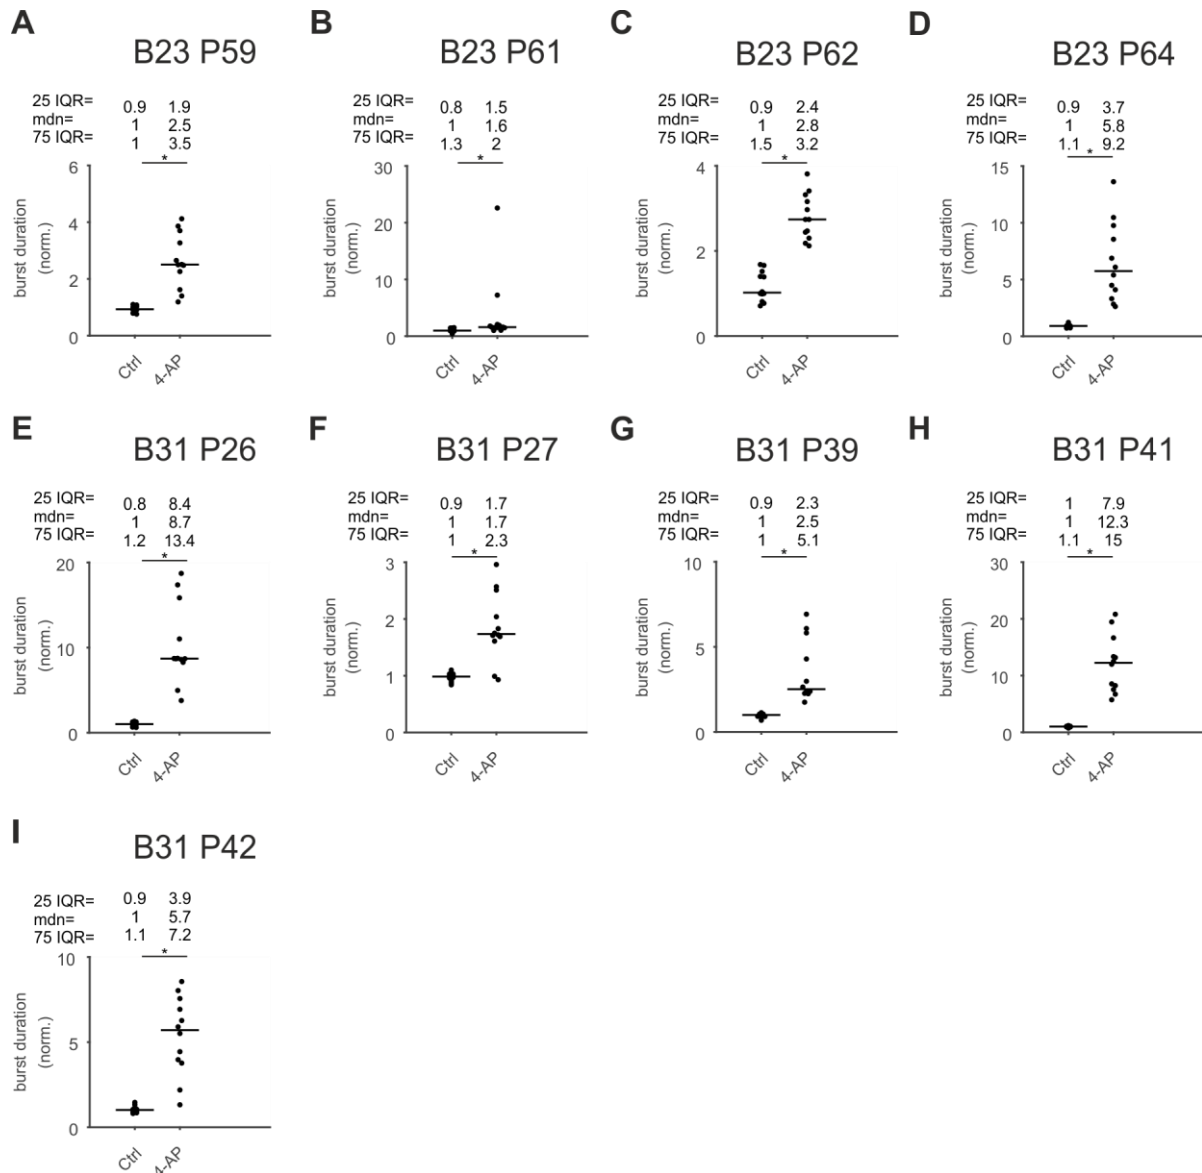 A
B23 P59
25 IQR= 0.9 1.9
mdn= 1 2.5
75 IQR= 1 3.5
*
6
4
2
0
burst duration
(norm.)
Ctrl
4-AP
B
B23 P61
25 IQR= 0.8 1.5
mdn= 1 1.6
75 IQR= 1.3 2
*
30
20
10
0
burst duration
(norm.)
Ctrl
4-AP
C
B23 P62
25 IQR= 0.9 2.4
mdn= 1 2.8
75 IQR= 1.5 3.2
*
4
2
0
burst duration
(norm.)
Ctrl
4-AP
D
B23 P64
25 IQR= 0.9 3.7
mdn= 1 5.8
75 IQR= 1.1 9.2
*
15
10
5
0
burst duration
(norm.)
Ctrl
4-AP
E
B31 P26
25 IQR= 0.8 8.4
mdn= 1 8.7
75 IQR= 1.2 13.4
*
20
10
0
burst duration
(norm.)
Ctrl
4-AP
F
B31 P27
25 IQR= 0.9 1.7
mdn= 1 1.7
75 IQR= 1 2.3
*
3
2
1
0
burst duration
(norm.)
Ctrl
4-AP
G
B31 P39
25 IQR= 0.9 2.3
mdn= 1 2.5
75 IQR= 1 5.1
*
10
5
0
burst duration
(norm.)
Ctrl
4-AP
H
B31 P41
25 IQR= 1 7.9
mdn= 1 12.3
75 IQR= 1.1 15
*
30
20
10
0
burst duration
(norm.)
Ctrl
4-AP
I
B31 P42
25 IQR= 0.9 3.9
mdn= 1 5.7
75 IQR= 1.1 7.2
*
10
5
0
burst duration
(norm.)
Ctrl
4-AP